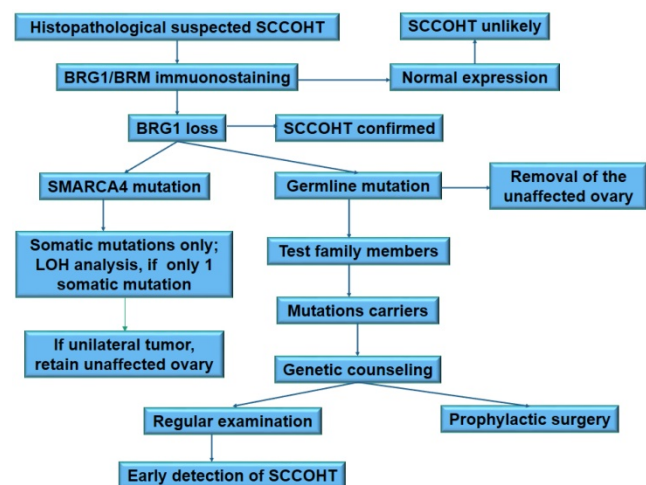 Histopathological suspected SCCOHT
SCCOHT unlikely
BRG1/BRM immuonostaining
Normal expression
BRG1 loss
SCCOHT confirmed
SMARCA4 mutation
Germline mutation
Removal of the
unaffected ovary
Somatic mutations only;
LOH analysis, if only 1
somatic mutation
Test family members
Mutations carriers
If unilateral tumor,
retain unaffected ovary
Genetic counseling
Regular examination
Prophylactic surgery
Early detection of SCCOHT